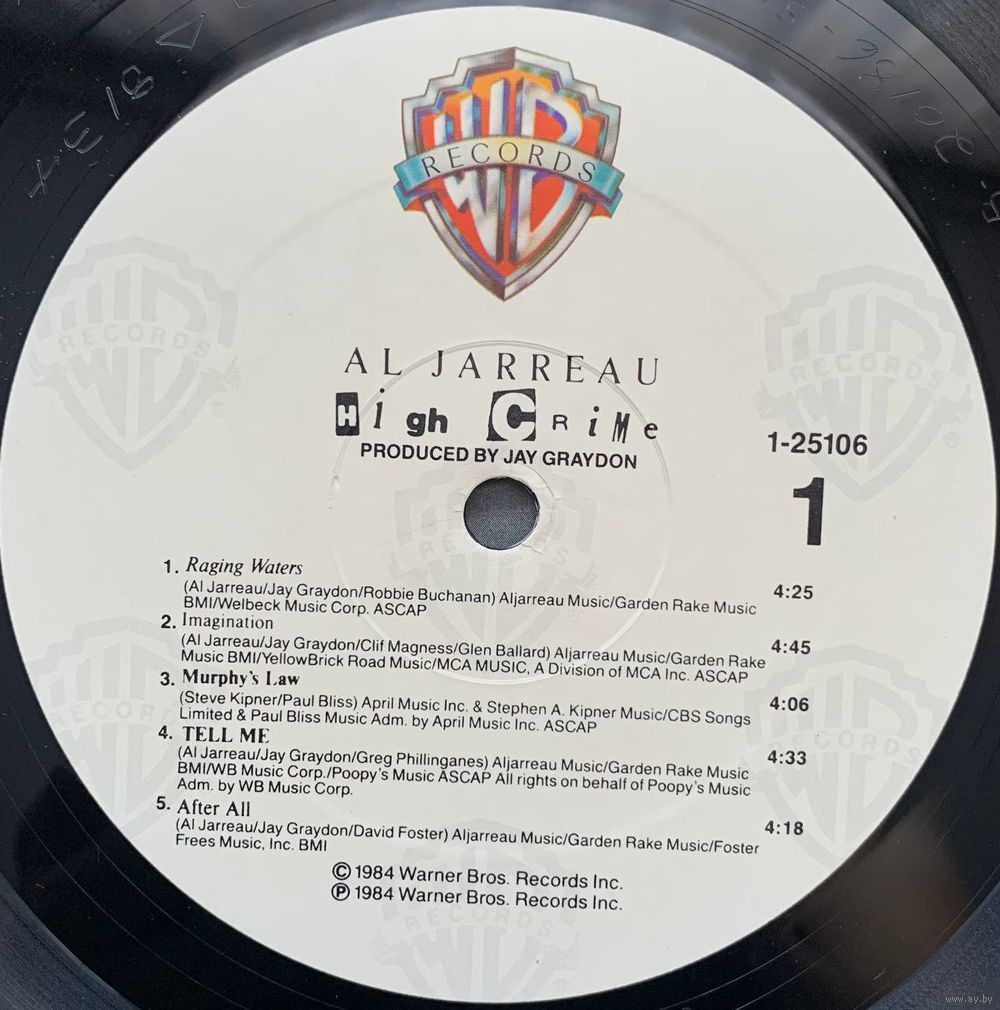 WB
RECORDS
AL JARREAU
High CRiMe
PRODUCED BY JAY GRAYDON
1-25106
1
1. Raging Waters 4:25
(Al Jarreau/Jay Graydon/Robbie Buchanan) Aljarreau Music/Garden Rake Music
BMI/Welbeck Music Corp. ASCAP
2. Imagination 4:45
(Al Jarreau/Jay Graydon/Clif Magness/Glen Ballard) Aljarreau Music/Garden Rake
Music BMI/YellowBrick Road Music/MCA MUSIC, A Division of MCA Inc. ASCAP
3. Murphy's Law 4:06
(Steve Kipner/Paul Bliss) April Music Inc. & Stephen A. Kipner Music/CBS Songs
Limited & Paul Bliss Music Adm. by April Music Inc. ASCAP
4. TELL ME 4:33
(Al Jarreau/Jay Graydon/Greg Phillinganes) Aljarreau Music/Garden Rake Music
BMI/WB Music Corp./Poopy's Music ASCAP All rights on behalf of Poopy's Music
Adm. by WB Music Corp.
5. After All 4:18
(Al Jarreau/Jay Graydon/David Foster) Aljarreau Music/Garden Rake Music/Foster
Frees Music, Inc. BMI
© 1984 Warner Bros. Records Inc.
℗ 1984 Warner Bros. Records Inc.
www.ay.by